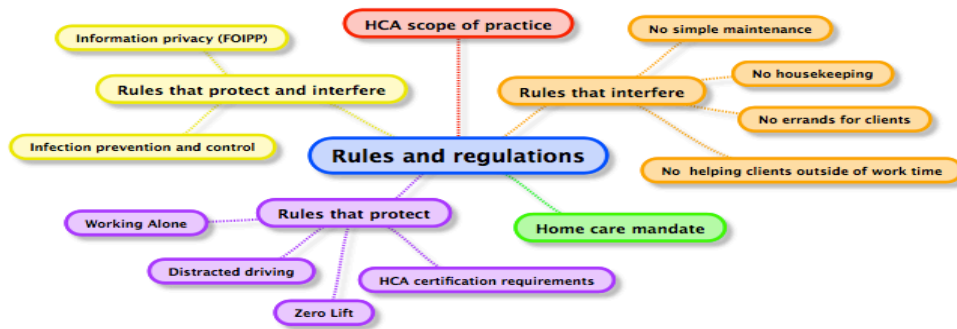 HCA scope of practice
Information privacy (FOIPP)
No simple maintenance
Rules that protect and interfere
Rules that interfere
No housekeeping
No errands for clients
Infection prevention and control
Rules and regulations
No helping clients outside of work time
Rules that protect
Working Alone
Home care mandate
Distracted driving
HCA certification requirements
Zero Lift